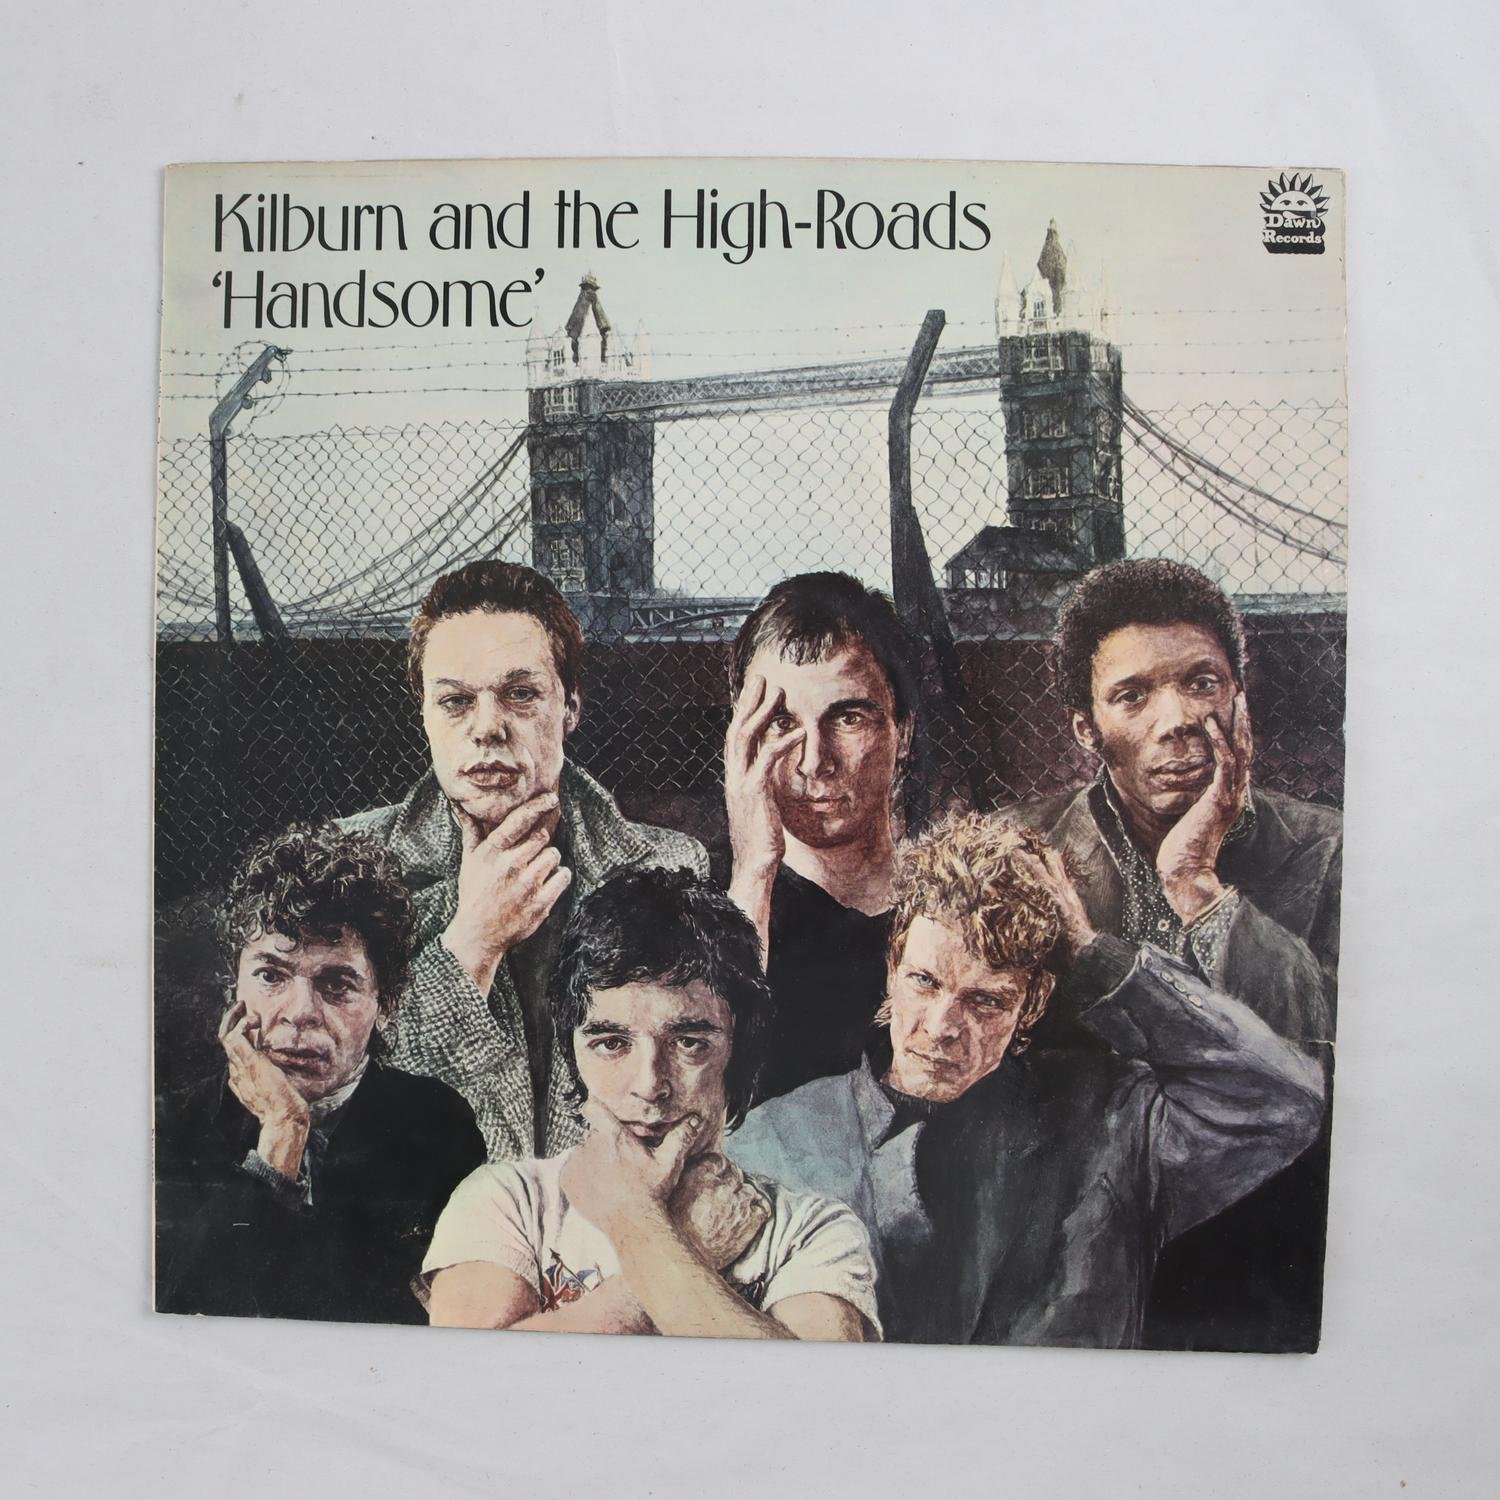 Kilburn and the High-Roads
'Handsome'
Dawn
Records